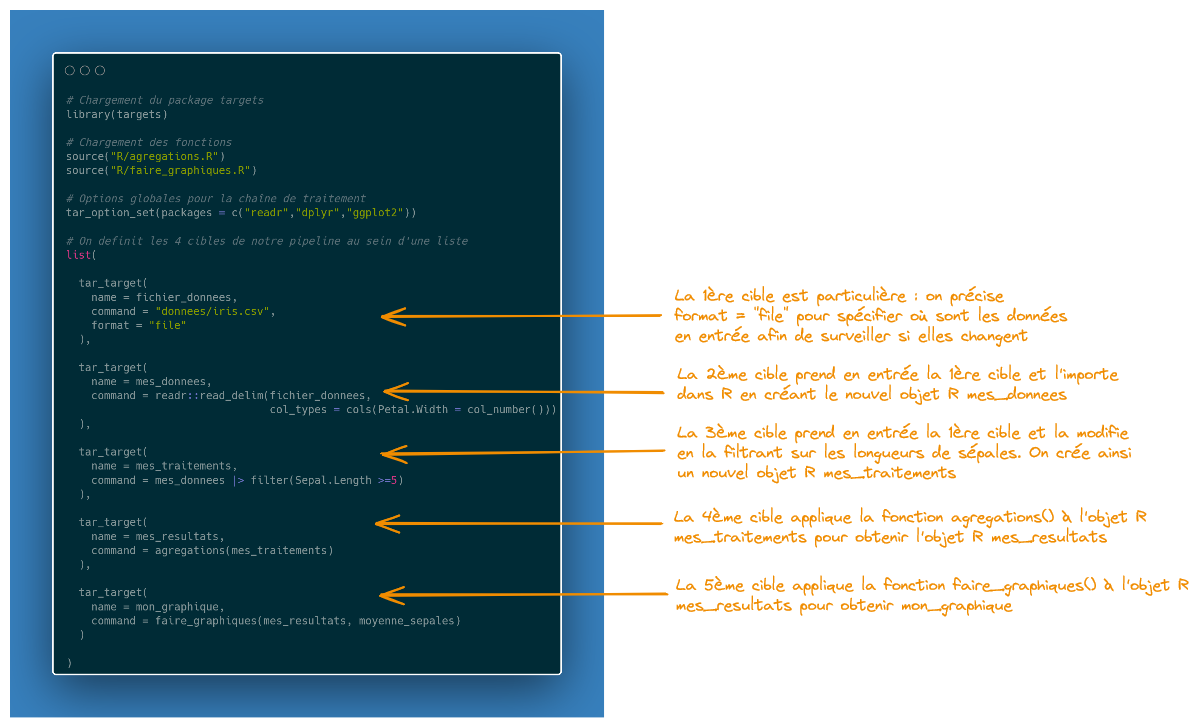 # Chargement du package targets
library(targets)
# Chargement des fonctions
source("R/agregations.R")
source("R/faire_graphiques.R")
# Options globales pour la chaîne de traitement
tar_option_set(packages = c("readr","dplyr","ggplot2"))
# On definit les 4 cibles de notre pipeline au sein d'une liste
list(
tar_target(
name = fichier_donnees,
command = "donnees/iris.csv",
format = "file"
),
tar_target(
name = mes_donnees,
command = readr::read_delim(fichier_donnees,
col_types = cols(Petal.Width = col_number()))
),
tar_target(
name = mes_traitements,
command = mes_donnees |> filter(Sepal.Length >=5)
),
tar_target(
name = mes_resultats,
command = agregations(mes_traitements)
),
tar_target(
name = mon_graphique,
command = faire_graphiques(mes_resultats, moyenne_sepales)
)
)
La 1ère cible est particulière : on précise
format = "file" pour spécifier où sont les données
en entrée afin de surveiller si elles changent
La 2ème cible prend en entrée la 1ère cible et l'importe
dans R en créant le nouvel objet R mes_donnees
La 3ème cible prend en entrée la 1ère cible et la modifie
en la filtrant sur les longueurs de sépales. On crée ainsi
un nouvel objet R mes_traitements
La 4ème cible applique la fonction agregations() à l'objet R
mes_traitements pour obtenir l'objet R mes_resultats
La 5ème cible applique la fonction faire_graphiques() à l'objet R
mes_resultats pour obtenir mon_graphique